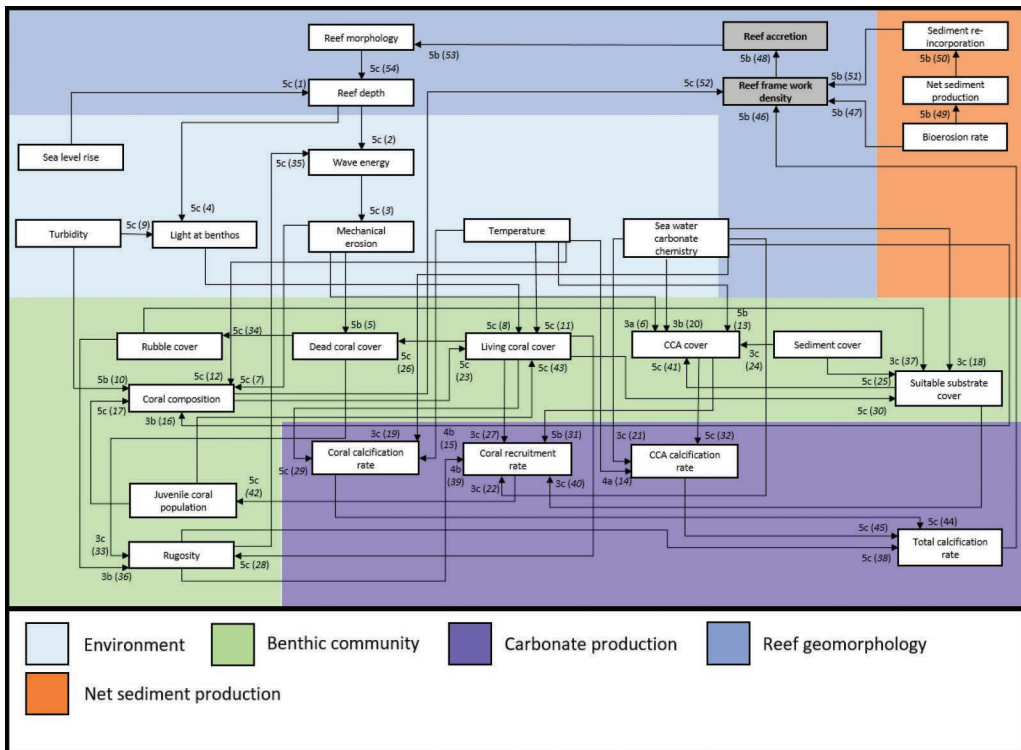 Reef morphology
Reef accretion
Sediment re-
incorporation
5b (53)
5b (48)
5b (50)
5c (54)
5c (1)
Reef depth
5c (52)
Reef frame work
density
5b (51)
Net sediment
production
5b (46)
5b (47)
5b (49)
Sea level rise
5c (2)
5c (35)
Wave energy
Bioerosion rate
5c (4)
5c (3)
Turbidity
5c (9)
Light at benthos
Mechanical
erosion
Temperature
Sea water
carbonate
chemistry
5c (34)
5b (5)
5c (8)
5c (11)
3a (6)
3b (20)
5b
(13)
Rubble cover
Dead coral cover
Living coral cover
CCA cover
Sediment cover
5c
(26)
3c
(24)
3c (37)
3c (18)
5b (10)
5c (12)
5c (7)
5c
(23)
5c (43)
5c (41)
5c (25)
Suitable substrate
cover
5c (17)
Coral composition
5c (30)
3b (16)
3c (19)
4b
(15)
3c (27)
5b (31)
3c (21)
5c (32)
Coral calcification
rate
Coral recruitment
rate
CCA calcification
rate
5c (29)
4b
(39)
3c (22)
3c (40)
4a (14)
Juvenile coral
population
5c
(42)
3c
(33)
Rugosity
5c (45)
5c (44)
Total calcification
rate
3b (36)
5c (28)
5c (38)
Environment
Benthic community
Carbonate production
Reef geomorphology
Net sediment production